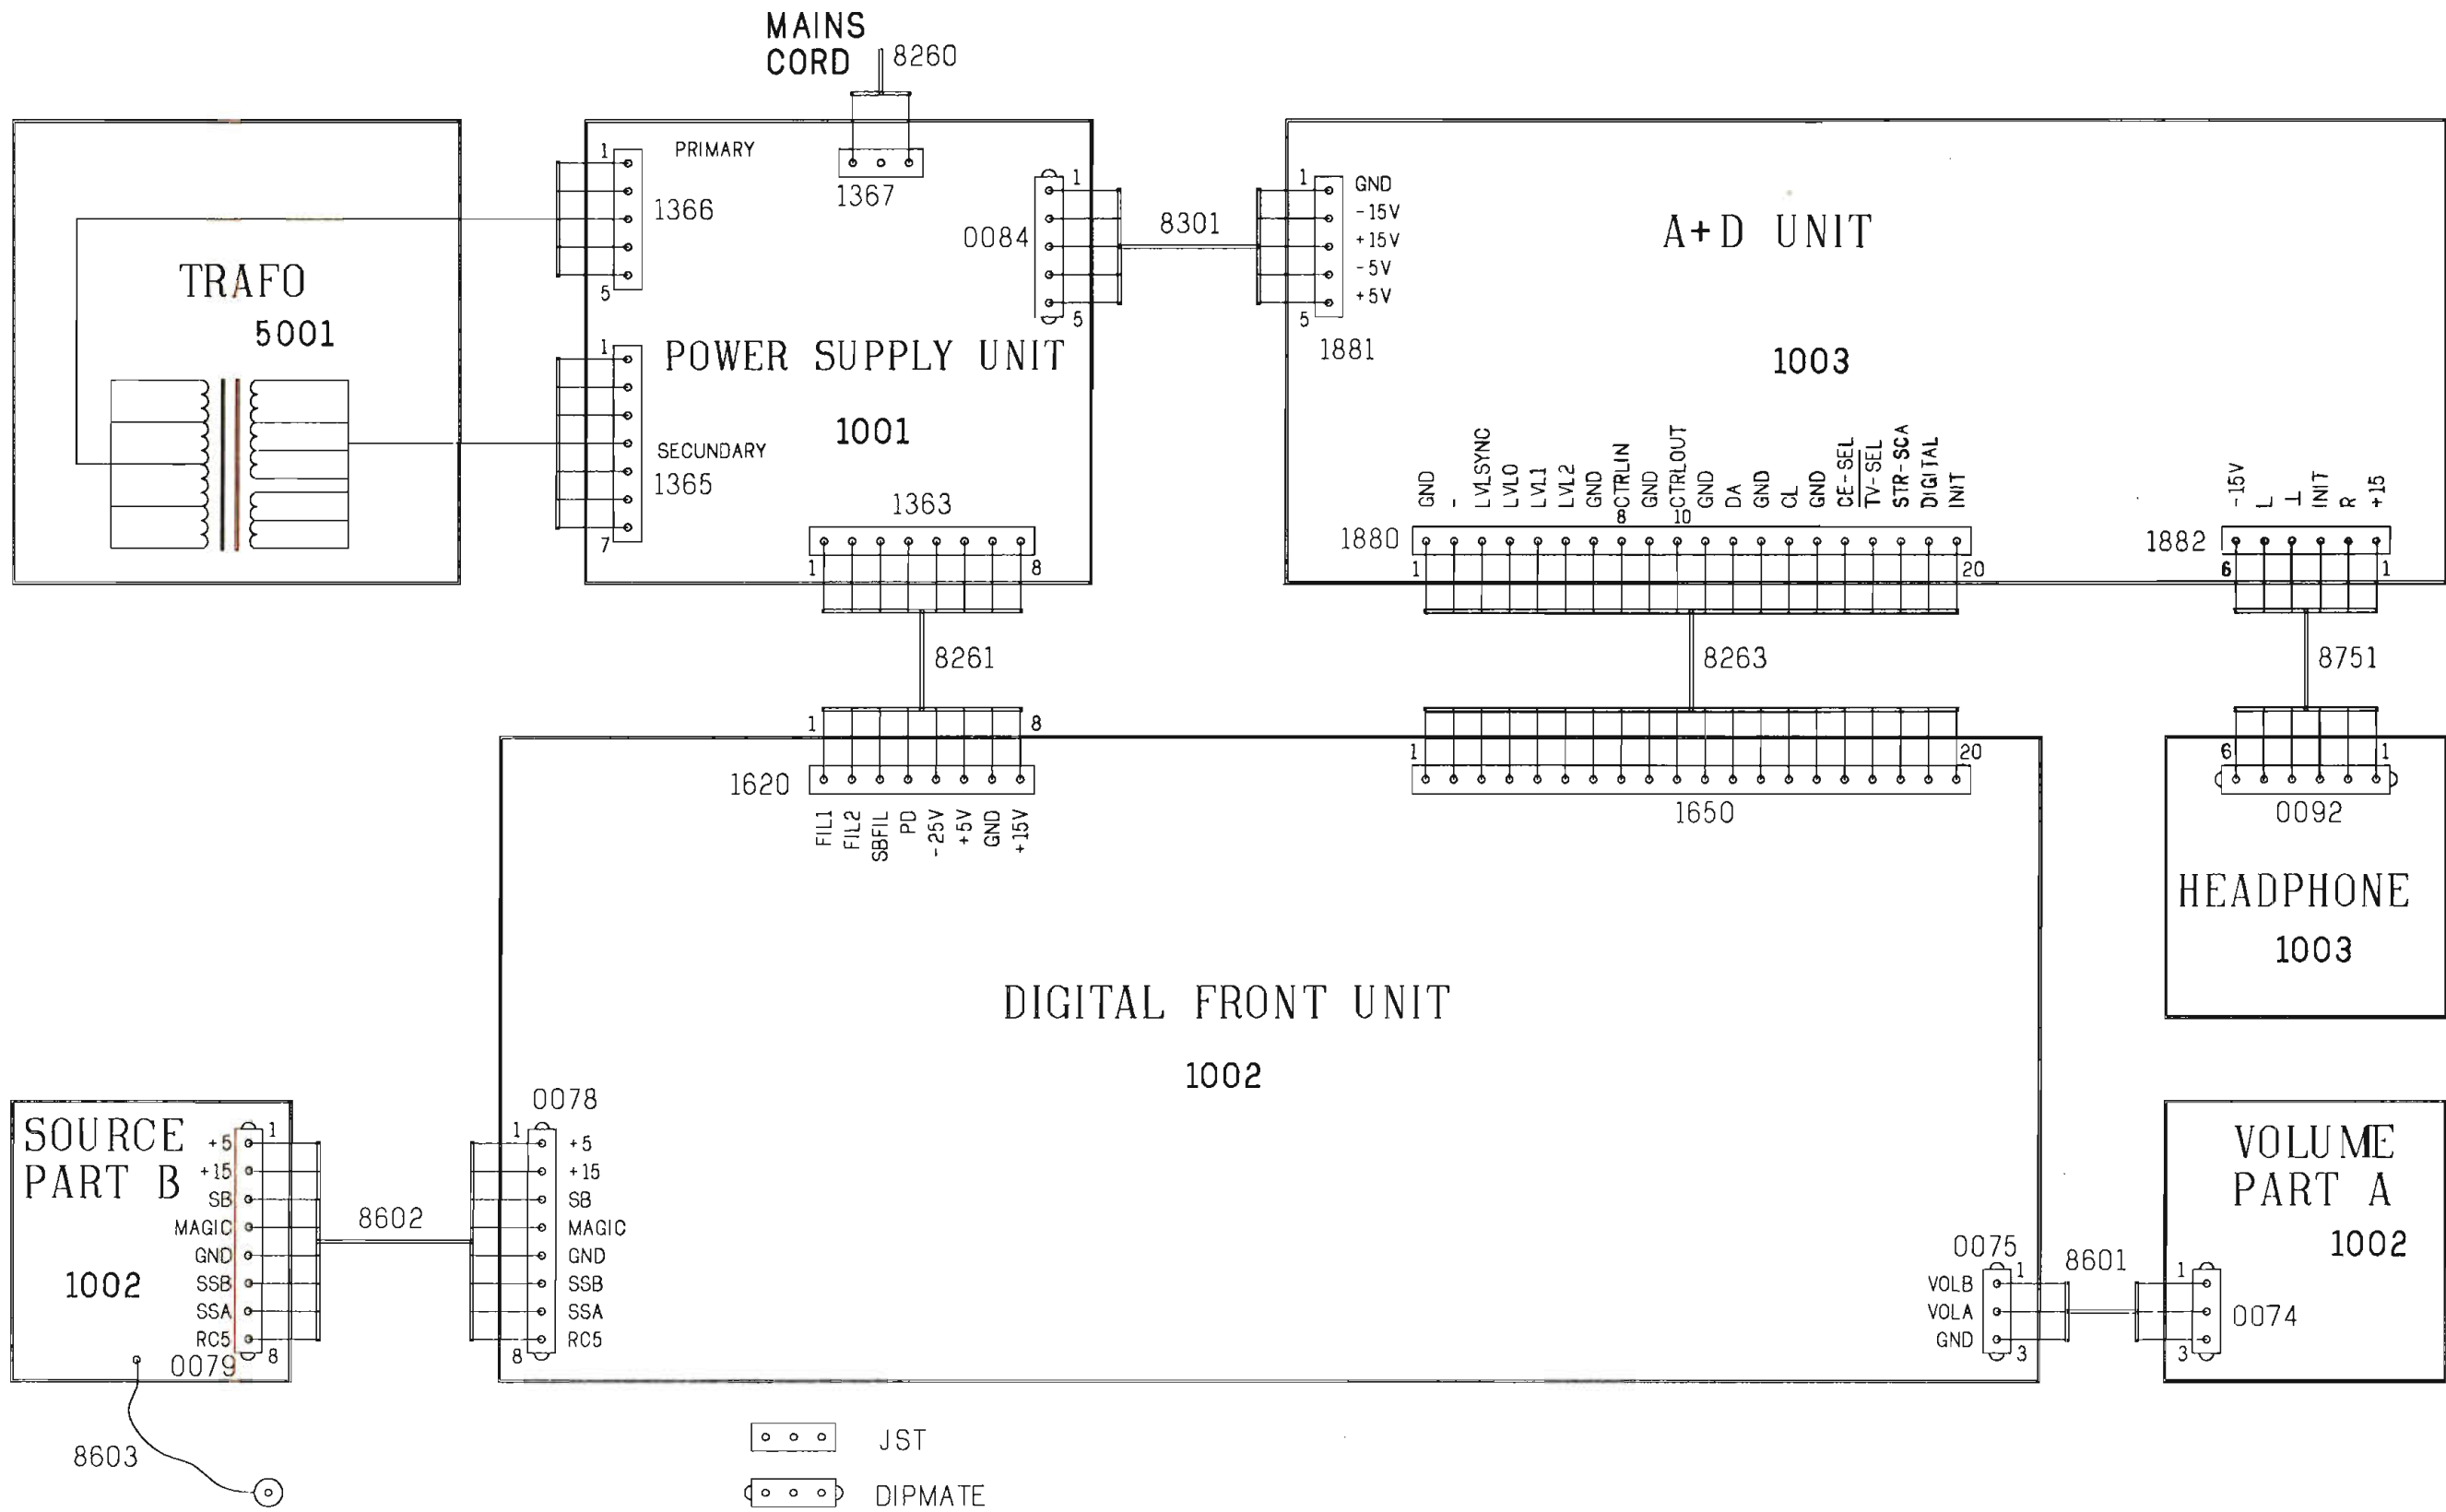 MAINS
CORD
8260
TRAFO
5001
1
PRIMARY
1366
5
1367
0084
1
5
1
POWER SUPPLY UNIT
1001
SECUNDARY
1365
7
1363
1
8
8301
1
GND
-15V
+15V
-5V
+5V
5
1881
A+D UNIT
1003
GND
-
LVLSYNC
LVL0
LVL1
LVL2
GND
CTRLIN
GND
CTRLOUT
GND
DA
GND
CL
GND
CE-SEL
TV-SEL
STR-SCA
DIGITAL
INIT
8
10
1880
1
20
-15V
L
⊥
INIT
R
+15
1882
6
1
8261
8263
8751
1
8
1620
FIL1
FIL2
SBFIL
PD
-25V
+5V
GND
+15V
1
20
1650
6
1
0092
HEADPHONE
1003
DIGITAL FRONT UNIT
1002
SOURCE
PART B
1002
1
+5
+15
SB
MAGIC
GND
SSB
SSA
RC5
8
0079
8602
0078
1
+5
+15
SB
MAGIC
GND
SSB
SSA
RC5
8
0075
1
VOLB
VOLA
GND
3
8601
VOLUME
PART A
1002
1
0074
3
8603
JST
DIPMATE